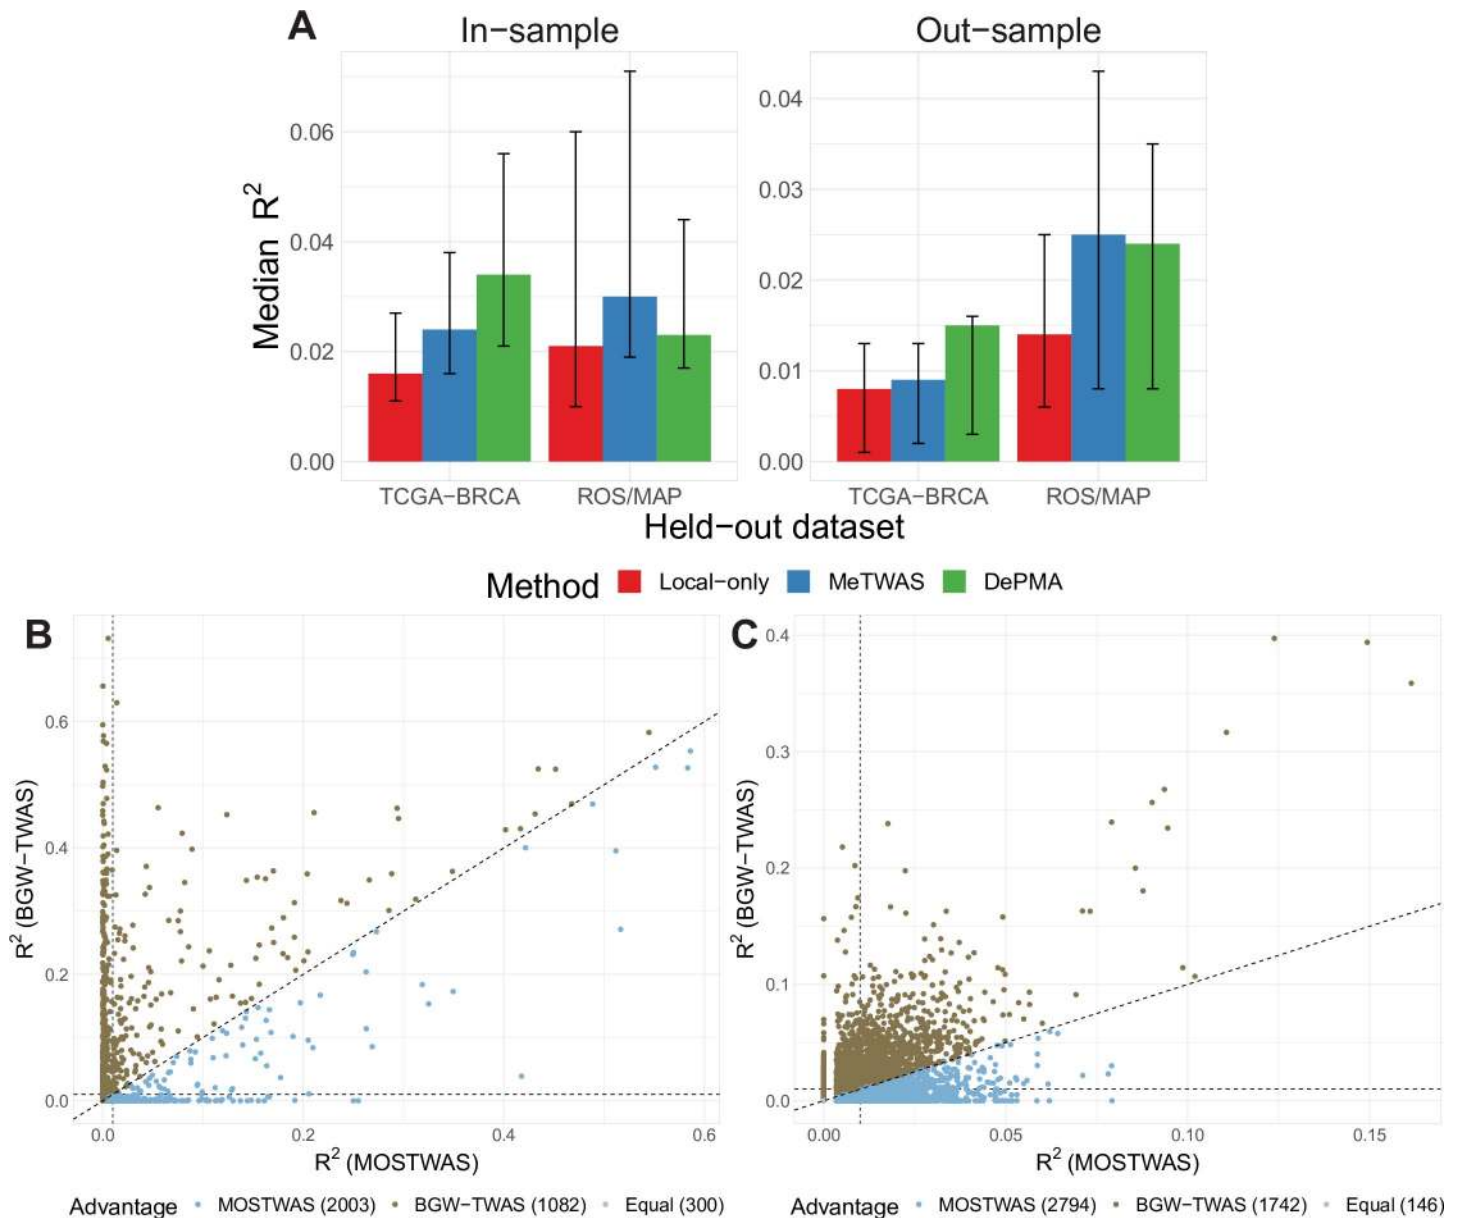 A
In−sample
Out−sample
Median R²
0.06
0.04
0.02
0.00
0.04
0.03
0.02
0.01
0.00
TCGA−BRCA
ROS/MAP
TCGA−BRCA
ROS/MAP
Held−out dataset
Method Local−only MeTWAS DePMA
B
R² (BGW−TWAS)
0.6
0.4
0.2
0.0
0.0 0.2 0.4 0.6
R² (MOSTWAS)
Advantage MOSTWAS (2003) BGW−TWAS (1082) Equal (300)
C
R² (BGW−TWAS)
0.4
0.3
0.2
0.1
0.0
0.00 0.05 0.10 0.15
R² (MOSTWAS)
Advantage MOSTWAS (2794) BGW−TWAS (1742) Equal (146)